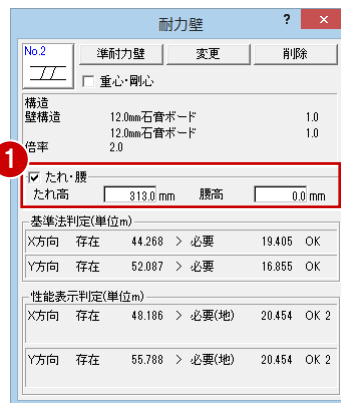 耐力壁 ? ×
No.2 準耐力壁 変更 削除
重心・剛心
構造
壁構造 12.0mm石膏ボード 1.0
12.0mm石膏ボード 1.0
倍率 2.0
1
たれ・腰
たれ高 313.0 mm 腰高 0.0 mm
基準法判定(単位m)
X方向 存在 44.268 > 必要 19.405 OK
Y方向 存在 52.087 > 必要 16.855 OK
性能表示判定(単位m)
X方向 存在 48.186 > 必要(地) 20.454 OK 2
Y方向 存在 55.788 > 必要(地) 20.454 OK 2